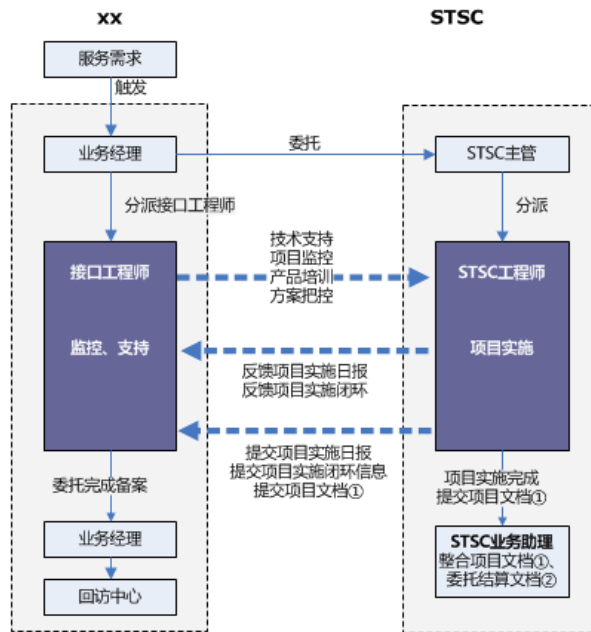 xx
STSC
服务需求
触发
业务经理
委托
STSC主管
分派接口工程师
分派
接口工程师
监控、支持
技术支持
项目监控
产品培训
方案把控
STSC工程师
项目实施
反馈项目实施日报
反馈项目实施闭环
提交项目实施日报
提交项目实施闭环信息
提交项目文档①
委托完成备案
项目实施完成
提交项目文档①
业务经理
回访中心
STSC业务助理
整合项目文档①、
委托结算文档②